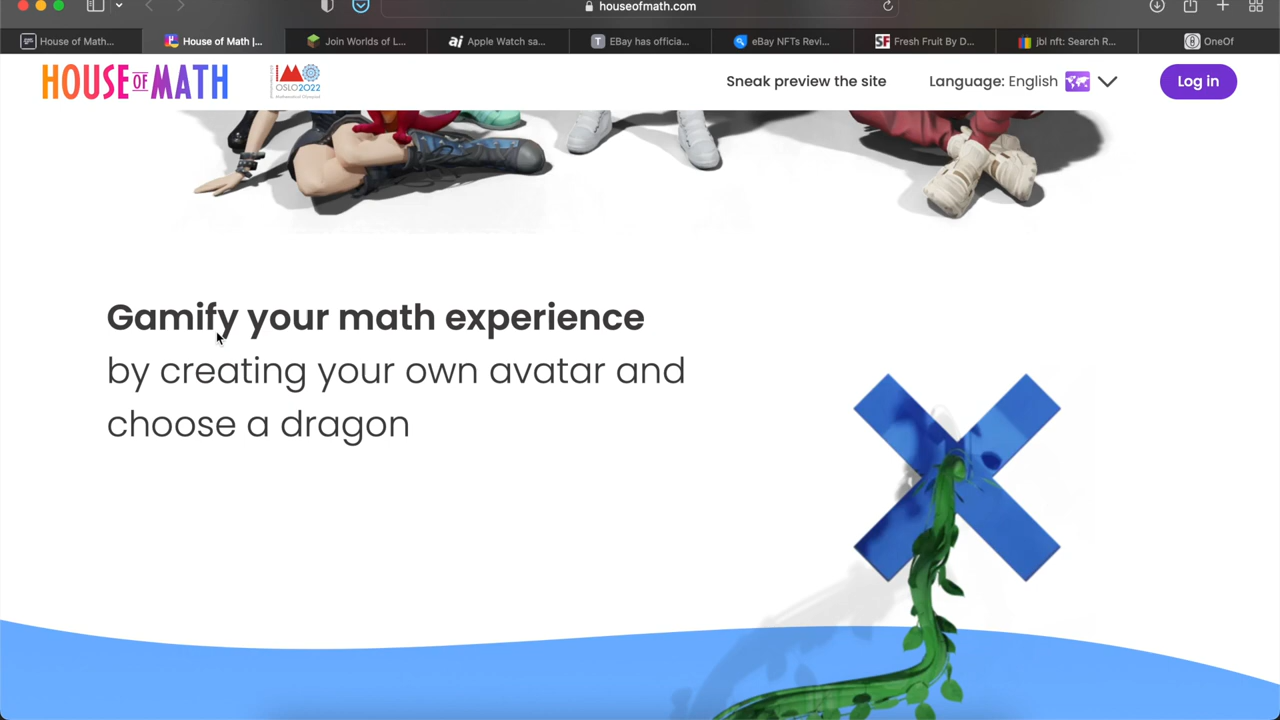 houseofmath.com
House of Math...
House of Math |...
Join Worlds of L...
Apple Watch sa...
EBay has officia...
eBay NFTs Revi...
Fresh Fruit By D...
jbl nft: Search R...
OneOf
HOUSE OF MATH
OSLO2022
Sneak preview the site
Language: English
Log in
Gamify your math experience
by creating your own avatar and
choose a dragon